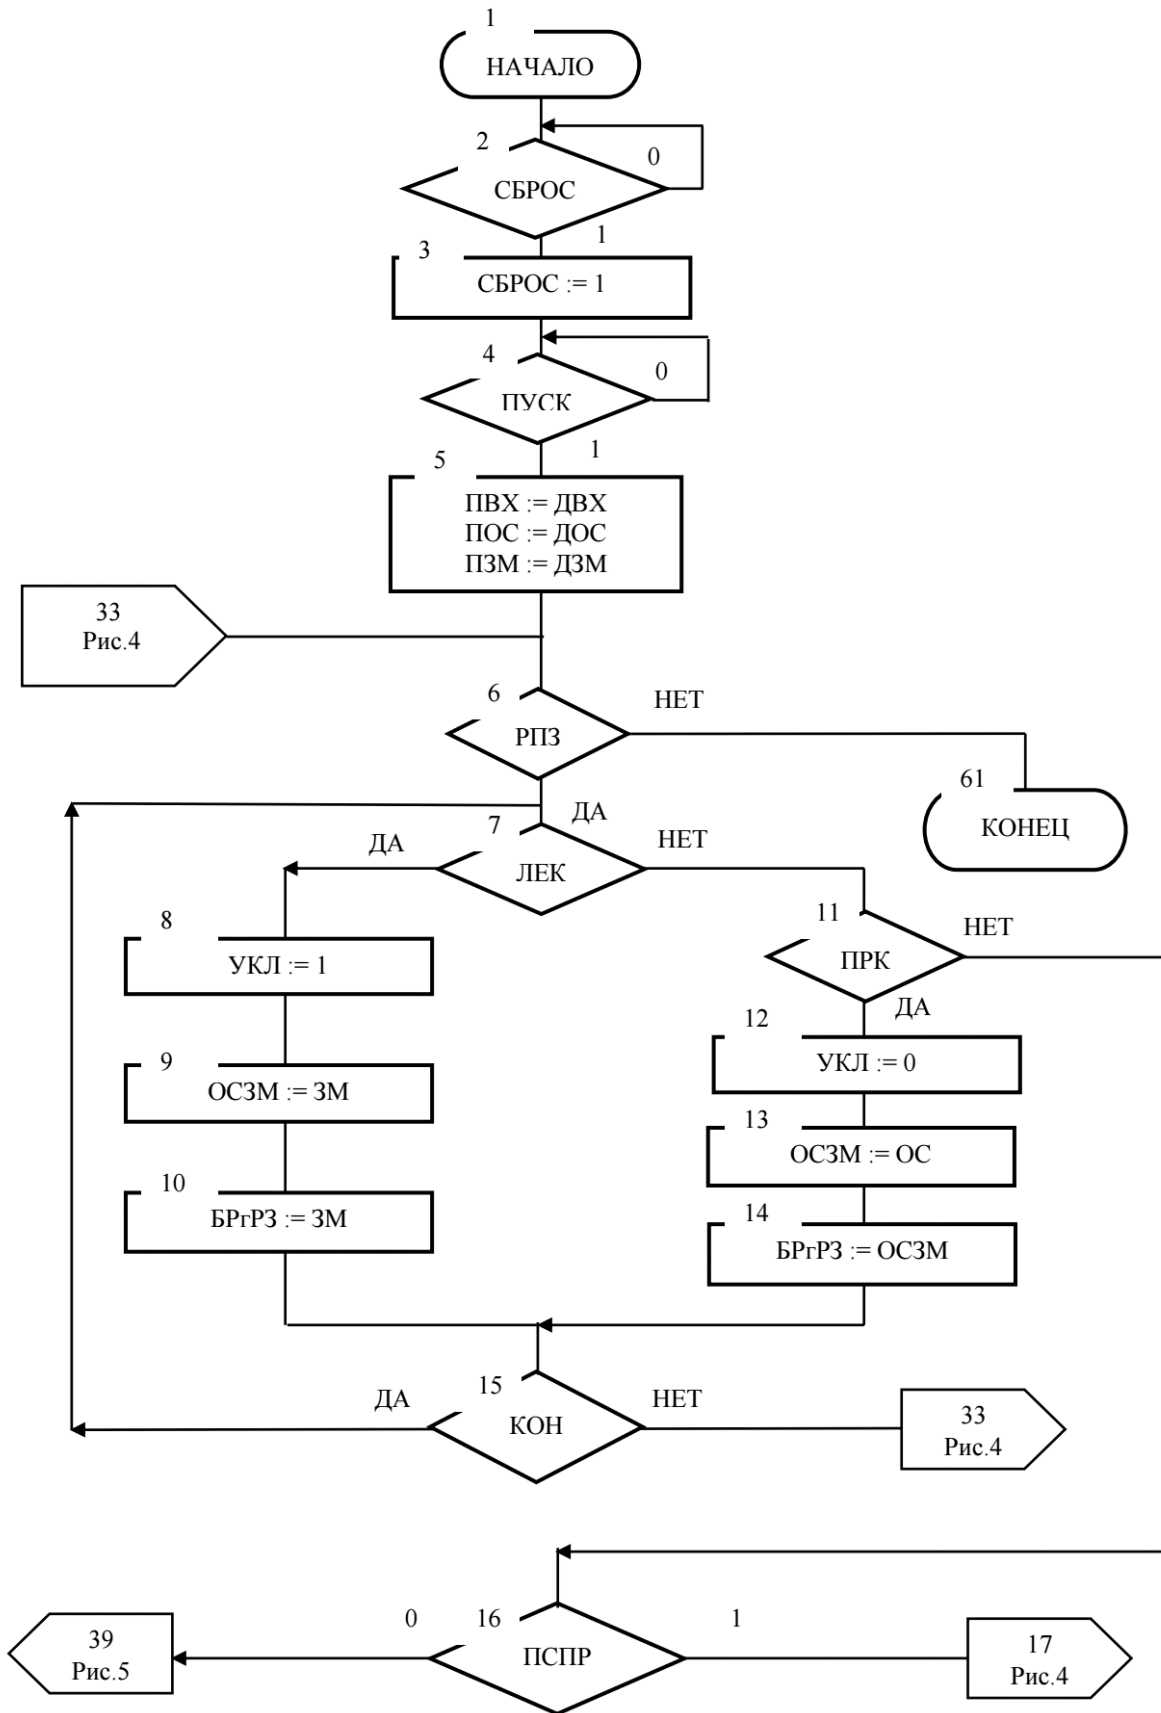 1
НАЧАЛО
2
0
СБРОС
1
3
СБРОС := 1
4
0
ПУСК
1
5
ПВХ := ДВХ
ПОС := ДОС
ПЗМ := ДЗМ
33
Рис.4
6
НЕТ
РПЗ
61
КОНЕЦ
ДА
7
ДА
НЕТ
ЛЕК
8
УКЛ := 1
11
НЕТ
ПРК
ДА
12
УКЛ := 0
9
ОСЗМ := ЗМ
13
ОСЗМ := ОС
10
БРгРЗ := ЗМ
14
БРгРЗ := ОСЗМ
15
ДА
НЕТ
КОН
33
Рис.4
0
16
1
ПСПР
39
Рис.5
17
Рис.4